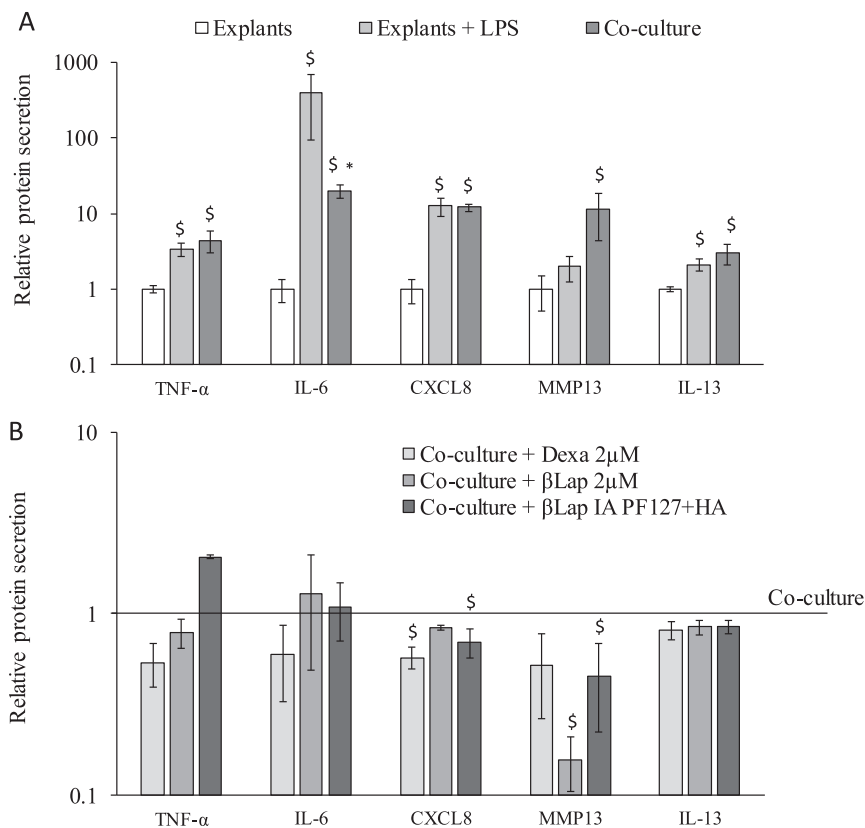 A
Explants Explants + LPS Co-culture
Relative protein secretion
1000
100
10
1
0.1
$ $ $ $ * $ $ $ $ $
TNF-α IL-6 CXCL8 MMP13 IL-13
B
Co-culture + Dexa 2µM
Co-culture + βLap 2µM
Co-culture + βLap IA PF127+HA
Relative protein secretion
10
1
0.1
Co-culture
$ $ $ $
TNF-α IL-6 CXCL8 MMP13 IL-13